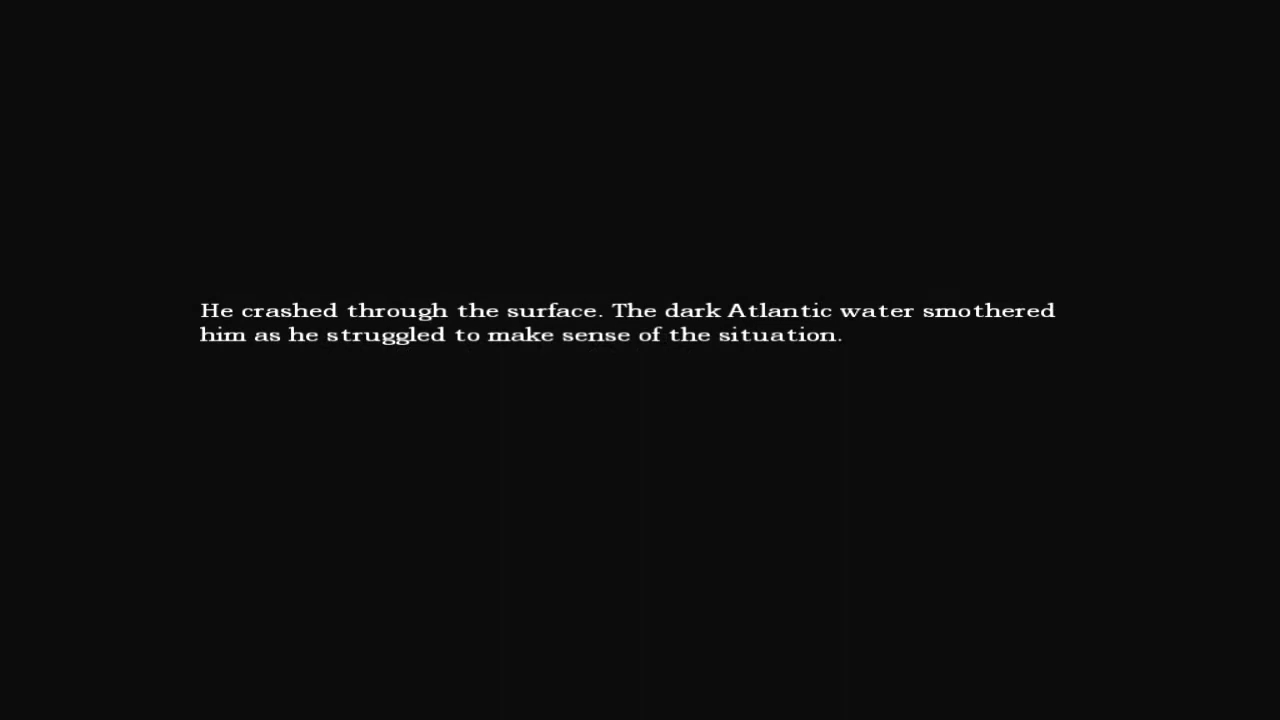 He crashed through the surface. The dark Atlantic water smothered
him as he struggled to make sense of the situation.